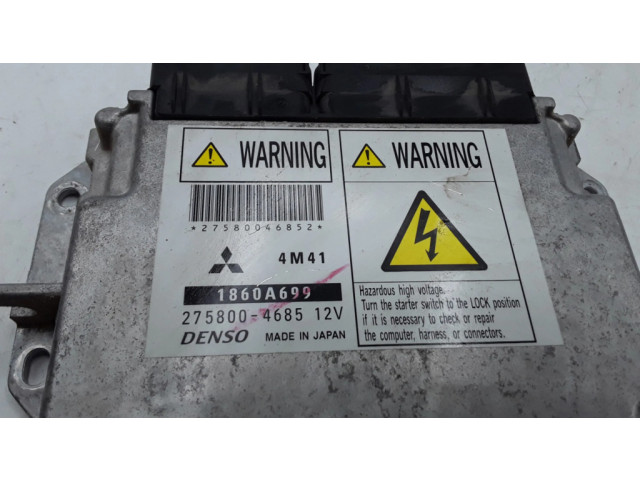 WARNING
*27580046852*
4M41
1860A699
275800-4685 12V
DENSO MADE IN JAPAN
WARNING
Hazardous high voltage.
Turn the starter switch to the LOCK position
if it is necessary to check or repair
the computer, harness, or connectors.